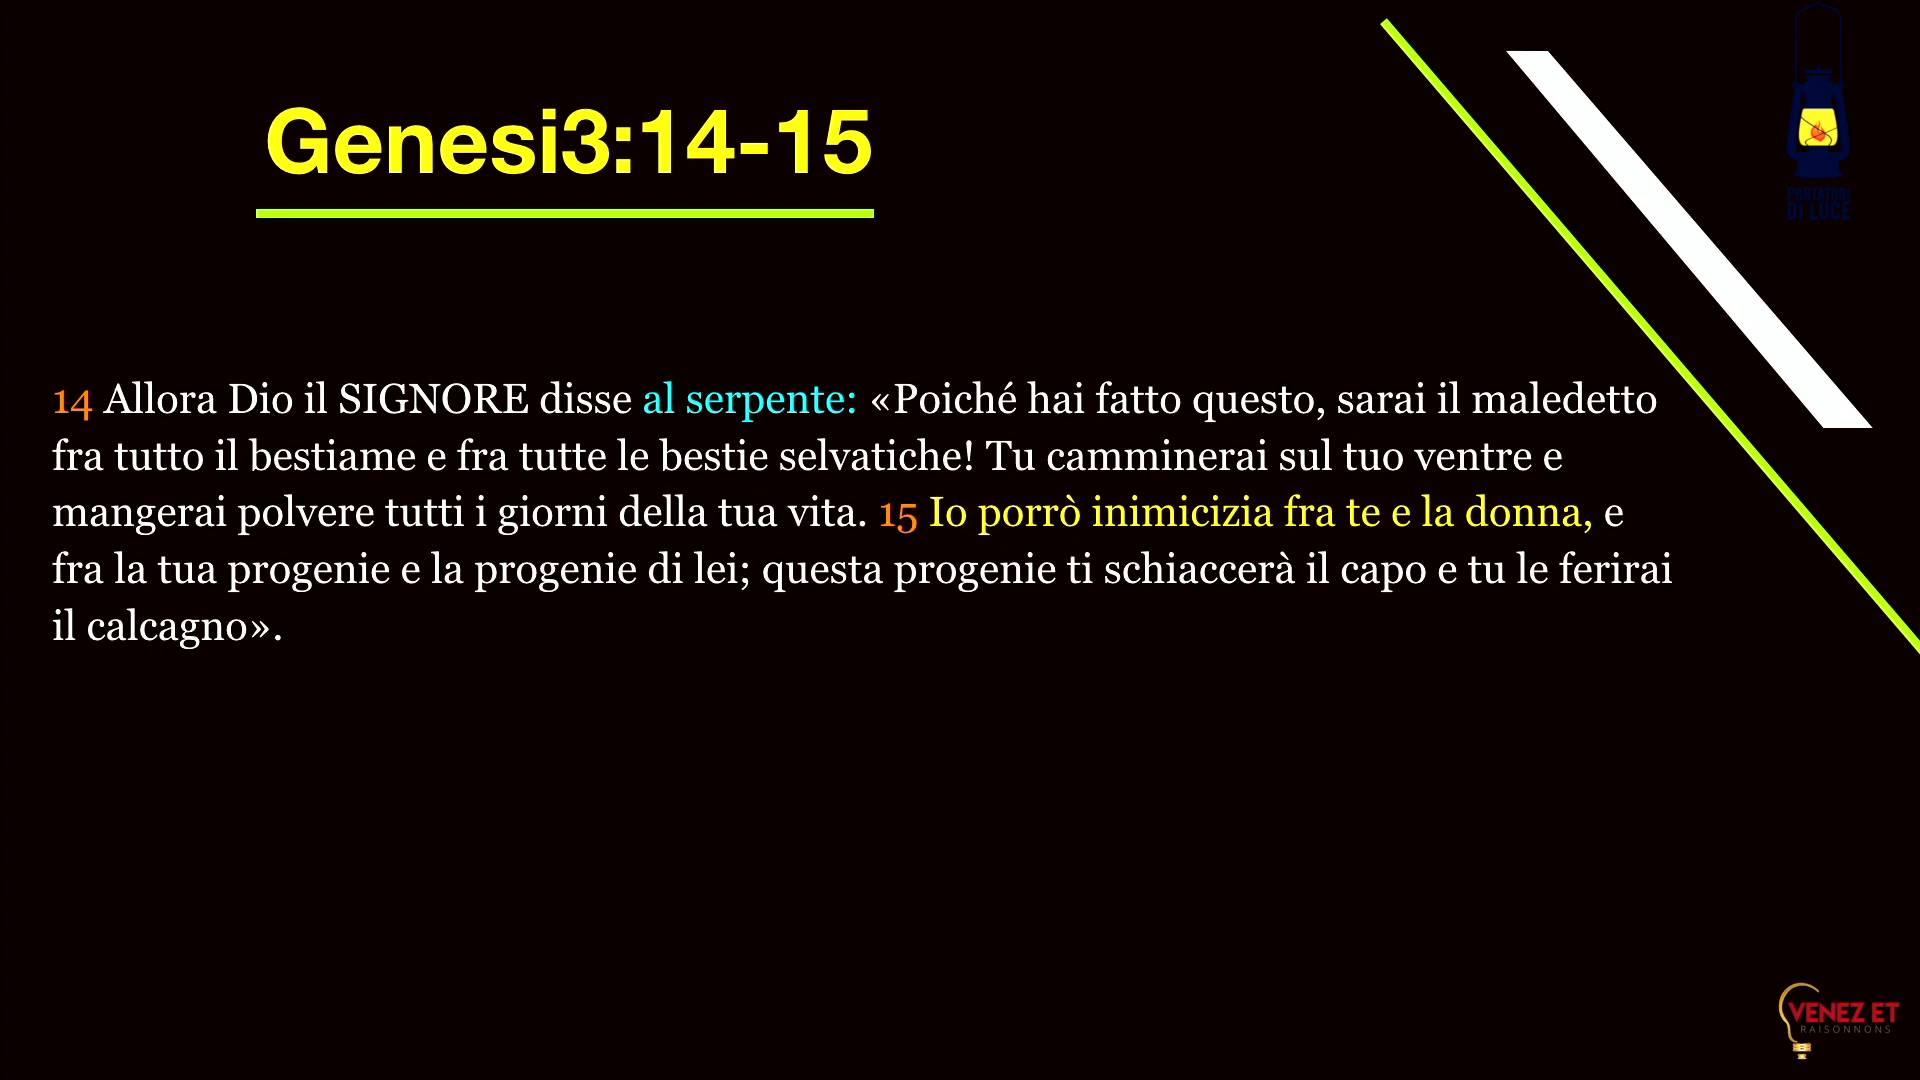 Genesi3:14-15
PORTATORI
DI LUCE
14 Allora Dio il SIGNORE disse al serpente: «Poiché hai fatto questo, sarai il maledetto
fra tutto il bestiame e fra tutte le bestie selvatiche! Tu camminerai sul tuo ventre e
mangerai polvere tutti i giorni della tua vita. 15 Io porrò inimicizia fra te e la donna, e
fra la tua progenie e la progenie di lei; questa progenie ti schiaccerà il capo e tu le ferirai
il calcagno».
VENEZ ET
RAISONNONS